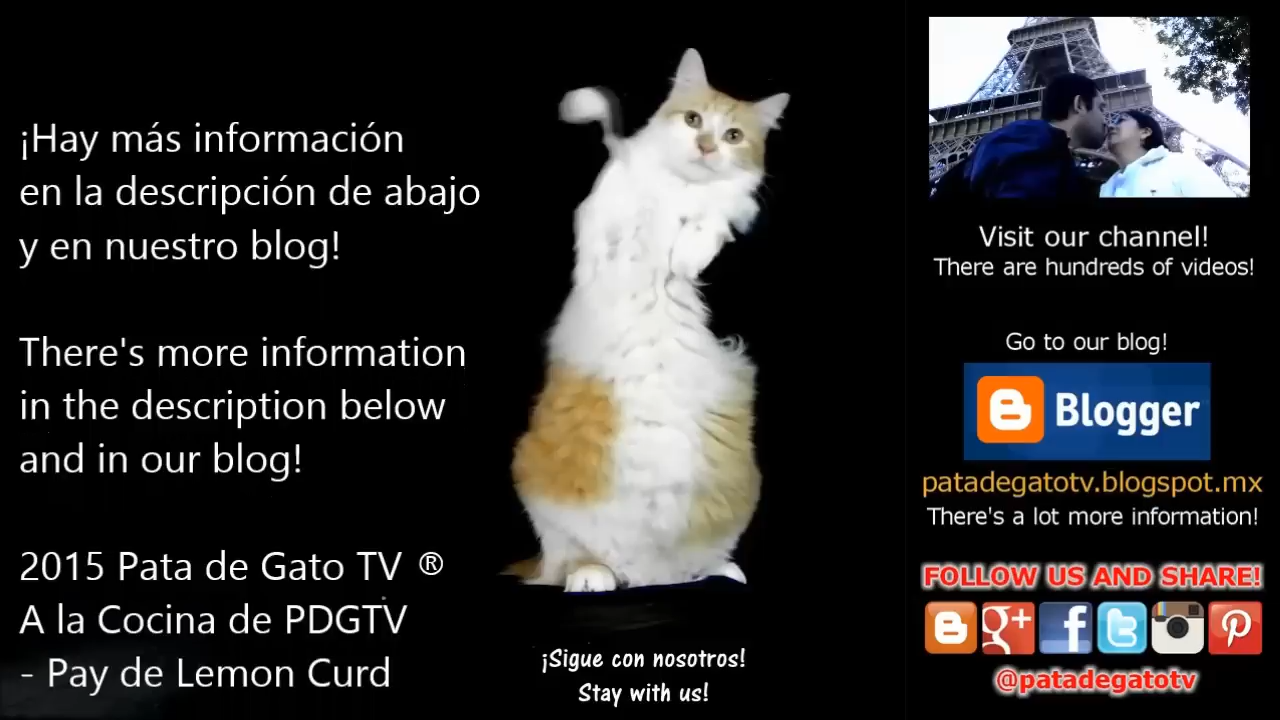 ¡Hay más información
en la descripción de abajo
y en nuestro blog!
There's more information
in the description below
and in our blog!
2015 Pata de Gato TV ®
A la Cocina de PDGTV
- Pay de Lemon Curd
¡Sigue con nosotros!
Stay with us!
Visit our channel!
There are hundreds of videos!
Go to our blog!
Blogger
patadegatotv.blogspot.mx
There's a lot more information!
FOLLOW US AND SHARE!
@patadegatotv